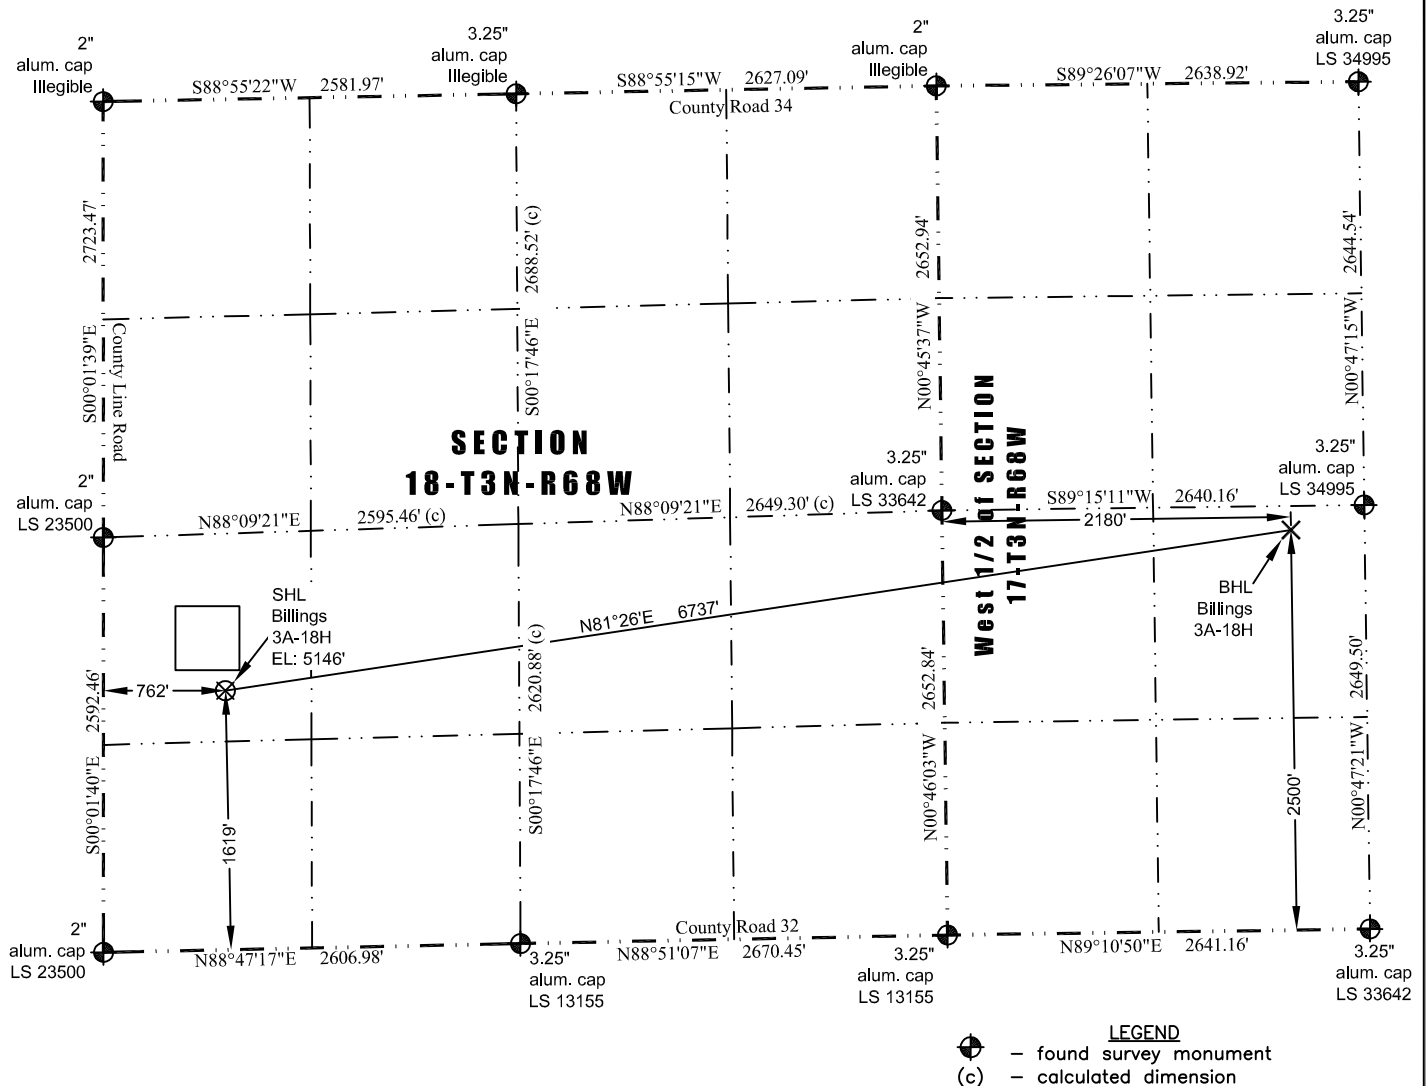 2"
alum. cap
Illegible
3.25"
alum. cap
Illegible
2"
alum. cap
Illegible
3.25"
alum. cap
LS 34995
S88°55'22"W 2581.97'
S88°55'15"W 2627.09'
S89°26'07"W 2638.92'
County Road 34
2723.47'
S00°01'39"E
County Line Road
2688.52' (c)
S00°17'46"E
2652.94'
N00°45'37"W
2644.54'
N00°47'15"W
SECTION
18-T3N-R68W
West 1/2 of SECTION
17-T3N-R68W
2"
alum. cap
LS 23500
N88°09'21"E 2595.46' (c)
N88°09'21"E 2649.30' (c)
3.25"
alum. cap
LS 33642
S89°15'11"W 2640.16'
3.25"
alum. cap
LS 34995
2180'
SHL
Billings
3A-18H
EL: 5146'
N81°26'E 6737'
BHL
Billings
3A-18H
762'
1619'
2592.46'
S00°01'40"E
2620.88' (c)
S00°17'46"E
2652.84'
N00°46'03"W
2500'
2649.50'
N00°47'21"W
2"
alum. cap
LS 23500
N88°47'17"E 2606.98'
3.25"
alum. cap
LS 13155
County Road 32
N88°51'07"E 2670.45'
3.25"
alum. cap
LS 13155
N89°10'50"E 2641.16'
3.25"
alum. cap
LS 33642
LEGEND
– found survey monument
(c) – calculated dimension